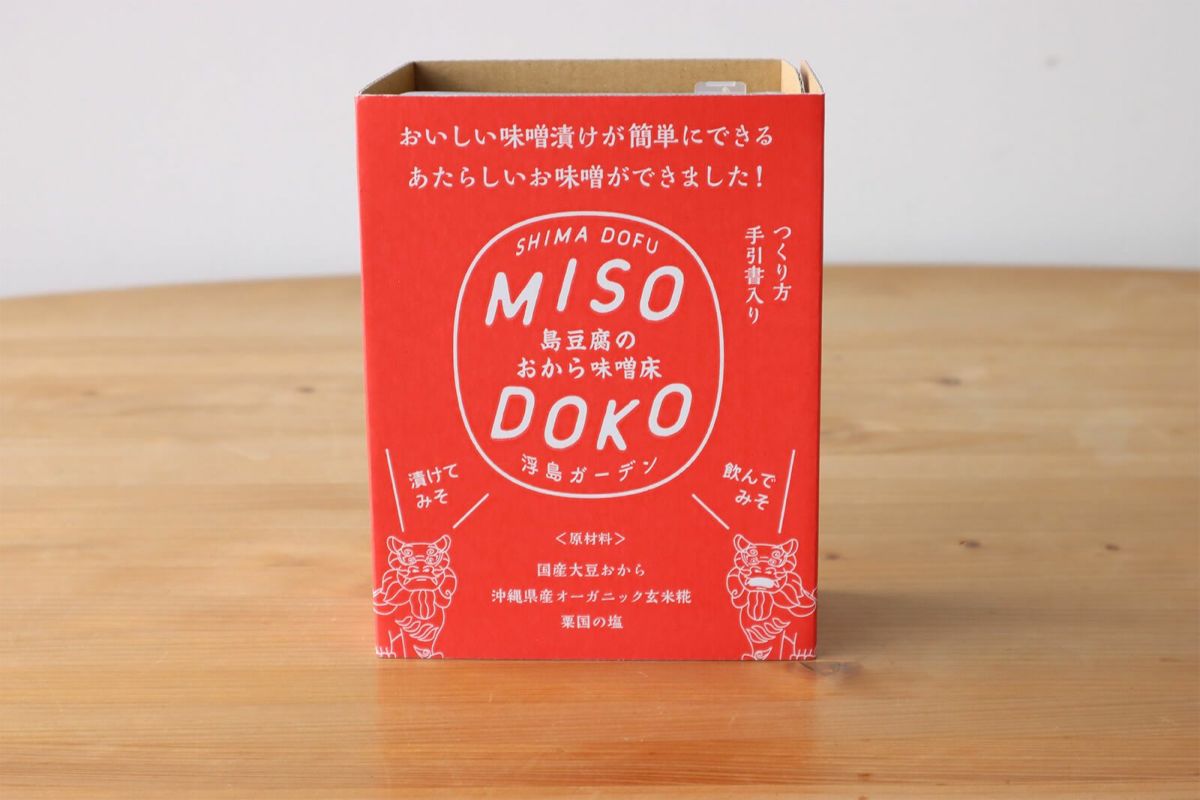 おいしい味噌漬けが簡単にできる
あたらしいお味噌ができました!
つくり方
手引書入り
SHIMA DOFU
MISO
島豆腐の
おから味噌床
DOKO
浮島ガーデン
漬けて
みそ
飲んで
みそ
<原材料>
国産大豆おから
沖縄県産オーガニック玄米糀
粟国の塩